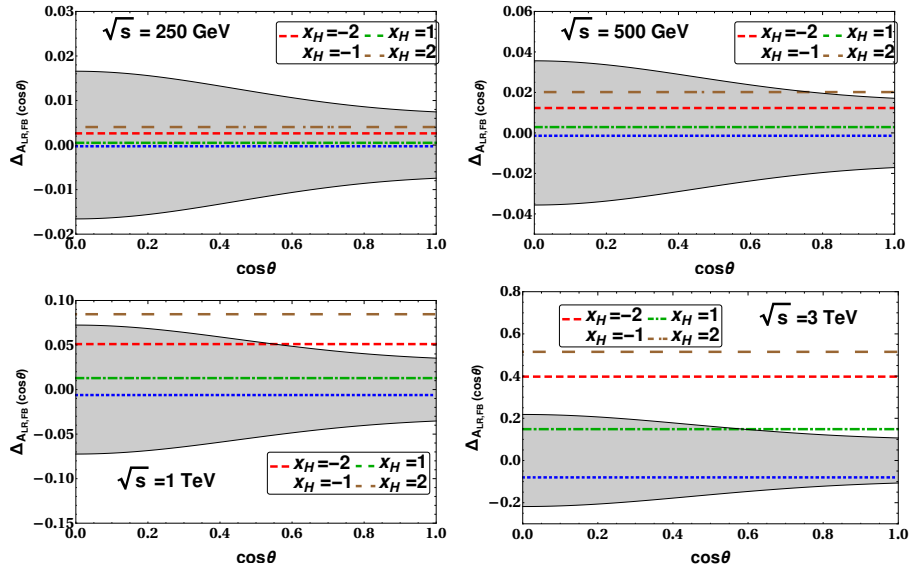 √s = 250 GeV
x_H=−2 x_H=1
x_H=−1 x_H=2
Δ_{A_{LR,FB}} (cosθ)
0.03
0.02
0.01
0.00
−0.01
−0.02
0.0 0.2 0.4 0.6 0.8 1.0
cosθ
√s = 500 GeV
x_H=−2 x_H=1
x_H=−1 x_H=2
Δ_{A_{LR,FB}} (cosθ)
0.06
0.04
0.02
0.00
−0.02
−0.04
0.0 0.2 0.4 0.6 0.8 1.0
cosθ
Δ_{A_{LR,FB}} (cosθ)
0.10
0.05
0.00
−0.05
−0.10
−0.15
√s =1 TeV
x_H=−2 x_H=1
x_H=−1 x_H=2
0.0 0.2 0.4 0.6 0.8 1.0
cosθ
x_H=−2 x_H=1
x_H=−1 x_H=2
√s =3 TeV
Δ_{A_{LR,FB}} (cosθ)
0.8
0.6
0.4
0.2
0.0
−0.2
0.0 0.2 0.4 0.6 0.8 1.0
cosθ